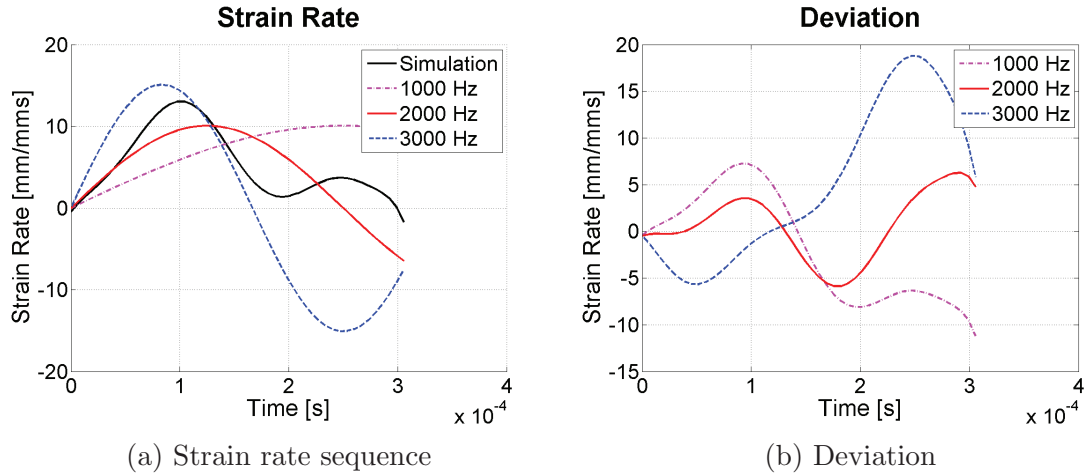 Strain Rate
20
10
0
-10
-20
Strain Rate [mm/mms]
Simulation
1000 Hz
2000 Hz
3000 Hz
0
1
2
3
4
Time [s]
x 10⁻⁴
(a) Strain rate sequence
Deviation
20
15
10
5
0
-5
-10
-15
Strain Rate [mm/mms]
1000 Hz
2000 Hz
3000 Hz
0
1
2
3
4
Time [s]
x 10⁻⁴
(b) Deviation